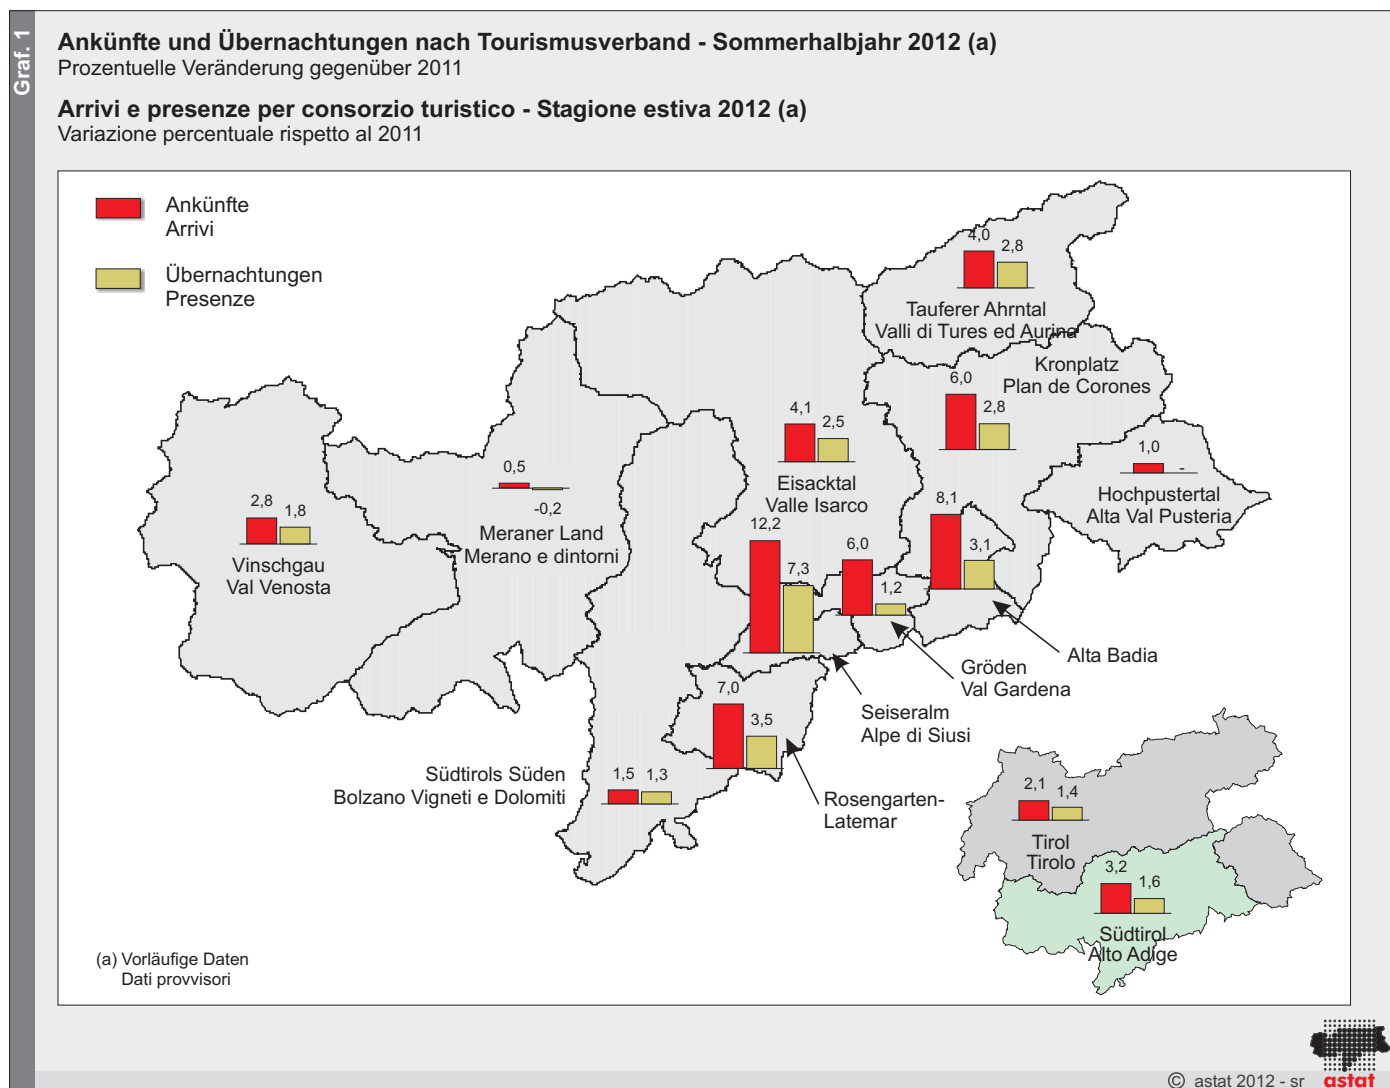 Graf. 1
Ankünfte und Übernachtungen nach Tourismusverband - Sommerhalbjahr 2012 (a)
Prozentuelle Veränderung gegenüber 2011
Arrivi e presenze per consorzio turistico - Stagione estiva 2012 (a)
Variazione percentuale rispetto al 2011
Ankünfte
Arrivi
Übernachtungen
Presenze
4,0
2,8
Tauferer Ahrntal
Valli di Tures ed Aurina
Kronplatz
Plan de Corones
6,0
2,8
4,1
2,5
Eisacktal
Valle Isarco
1,0
-
Hochpustertal
Alta Val Pusteria
0,5
-0,2
Meraner Land
Merano e dintorni
2,8
1,8
Vinschgau
Val Venosta
12,2
7,3
6,0
1,2
8,1
3,1
Alta Badia
Gröden
Val Gardena
Seiseralm
Alpe di Siusi
7,0
3,5
Rosengarten-
Latemar
Südtirols Süden
Bolzano Vigneti e Dolomiti
1,5
1,3
2,1
1,4
Tirol
Tirolo
3,2
1,6
Südtirol
Alto Adige
(a) Vorläufige Daten
Dati provvisori
© astat 2012 - sr
astat